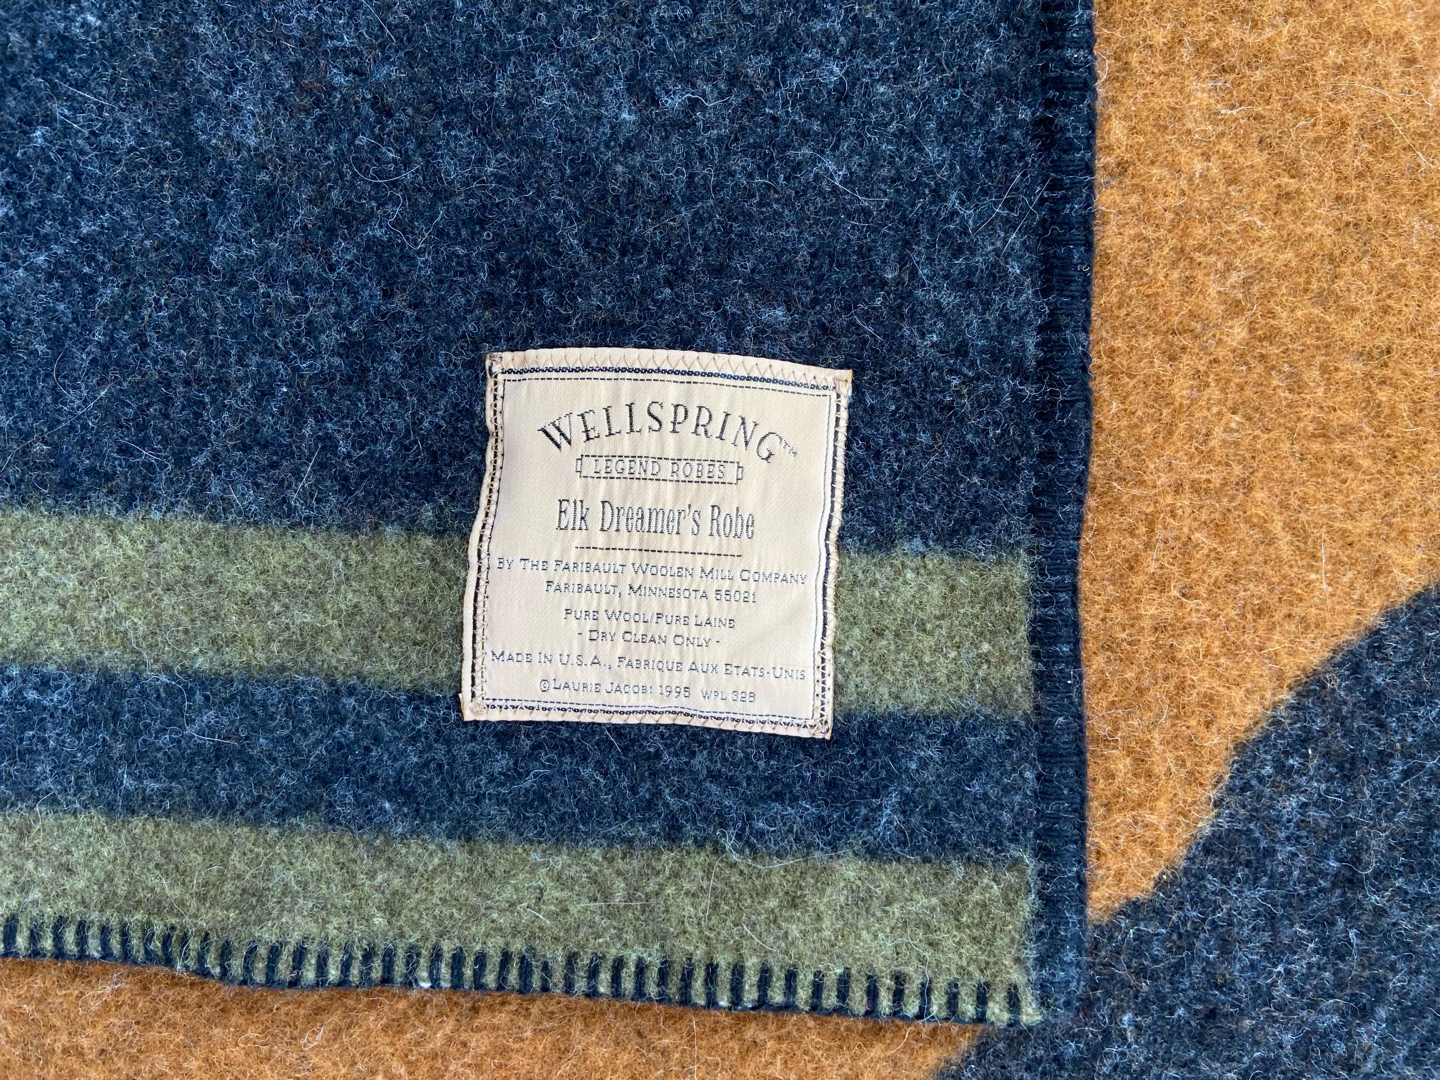 WELLSPRING™
LEGEND ROBES
Elk Dreamer's Robe
BY THE FARIBAULT WOOLEN MILL COMPANY
FARIBAULT, MINNESOTA 55021
PURE WOOL/PURE LAINE
- DRY CLEAN ONLY -
MADE IN U.S.A., FABRIQUE AUX ETATS-UNIS
©LAURIE JACOBI 1995 WPL 328